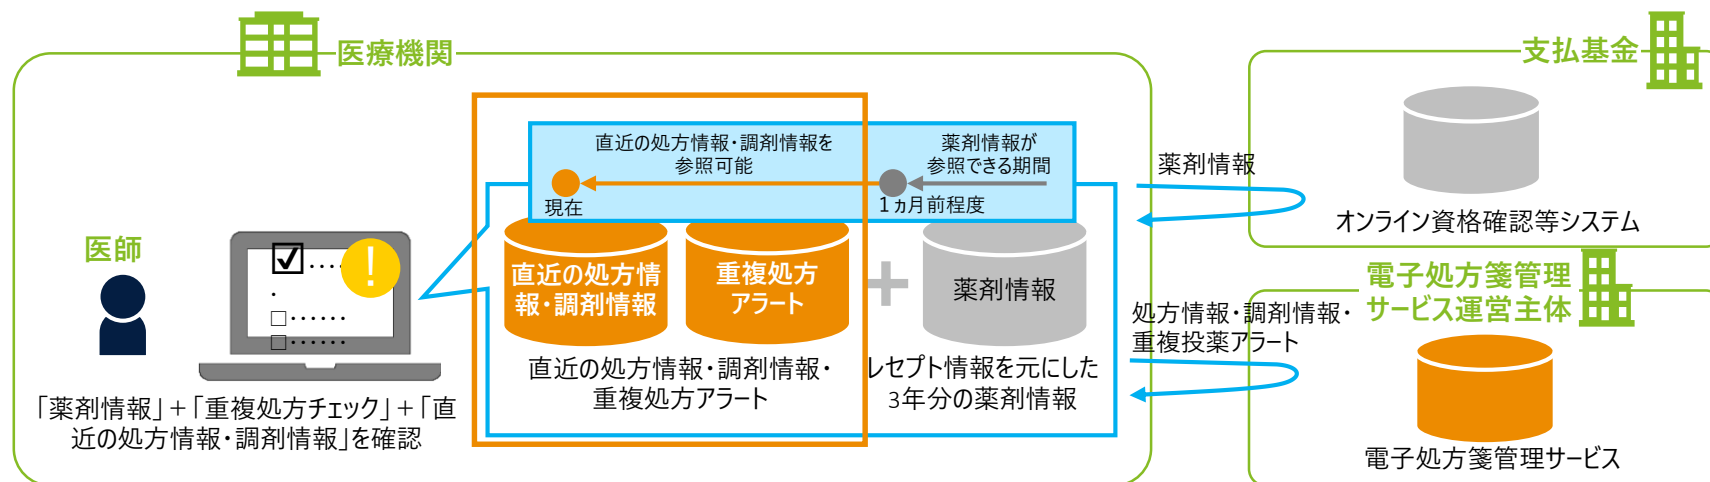 医療機関
医師
「薬剤情報」＋「重複処方チェック」＋「直
近の処方情報・調剤情報」を確認
直近の処方情報・調剤情報を
参照可能
薬剤情報が
参照できる期間
現在
1ヵ月前程度
直近の処方情
報・調剤情報
重複処方
アラート
＋
薬剤情報
直近の処方情報・調剤情報・
重複処方アラート
レセプト情報を元にした
3年分の薬剤情報
薬剤情報
処方情報・調剤情報・
重複投薬アラート
支払基金
オンライン資格確認等システム
電子処方箋管理
サービス運営主体
電子処方箋管理サービス